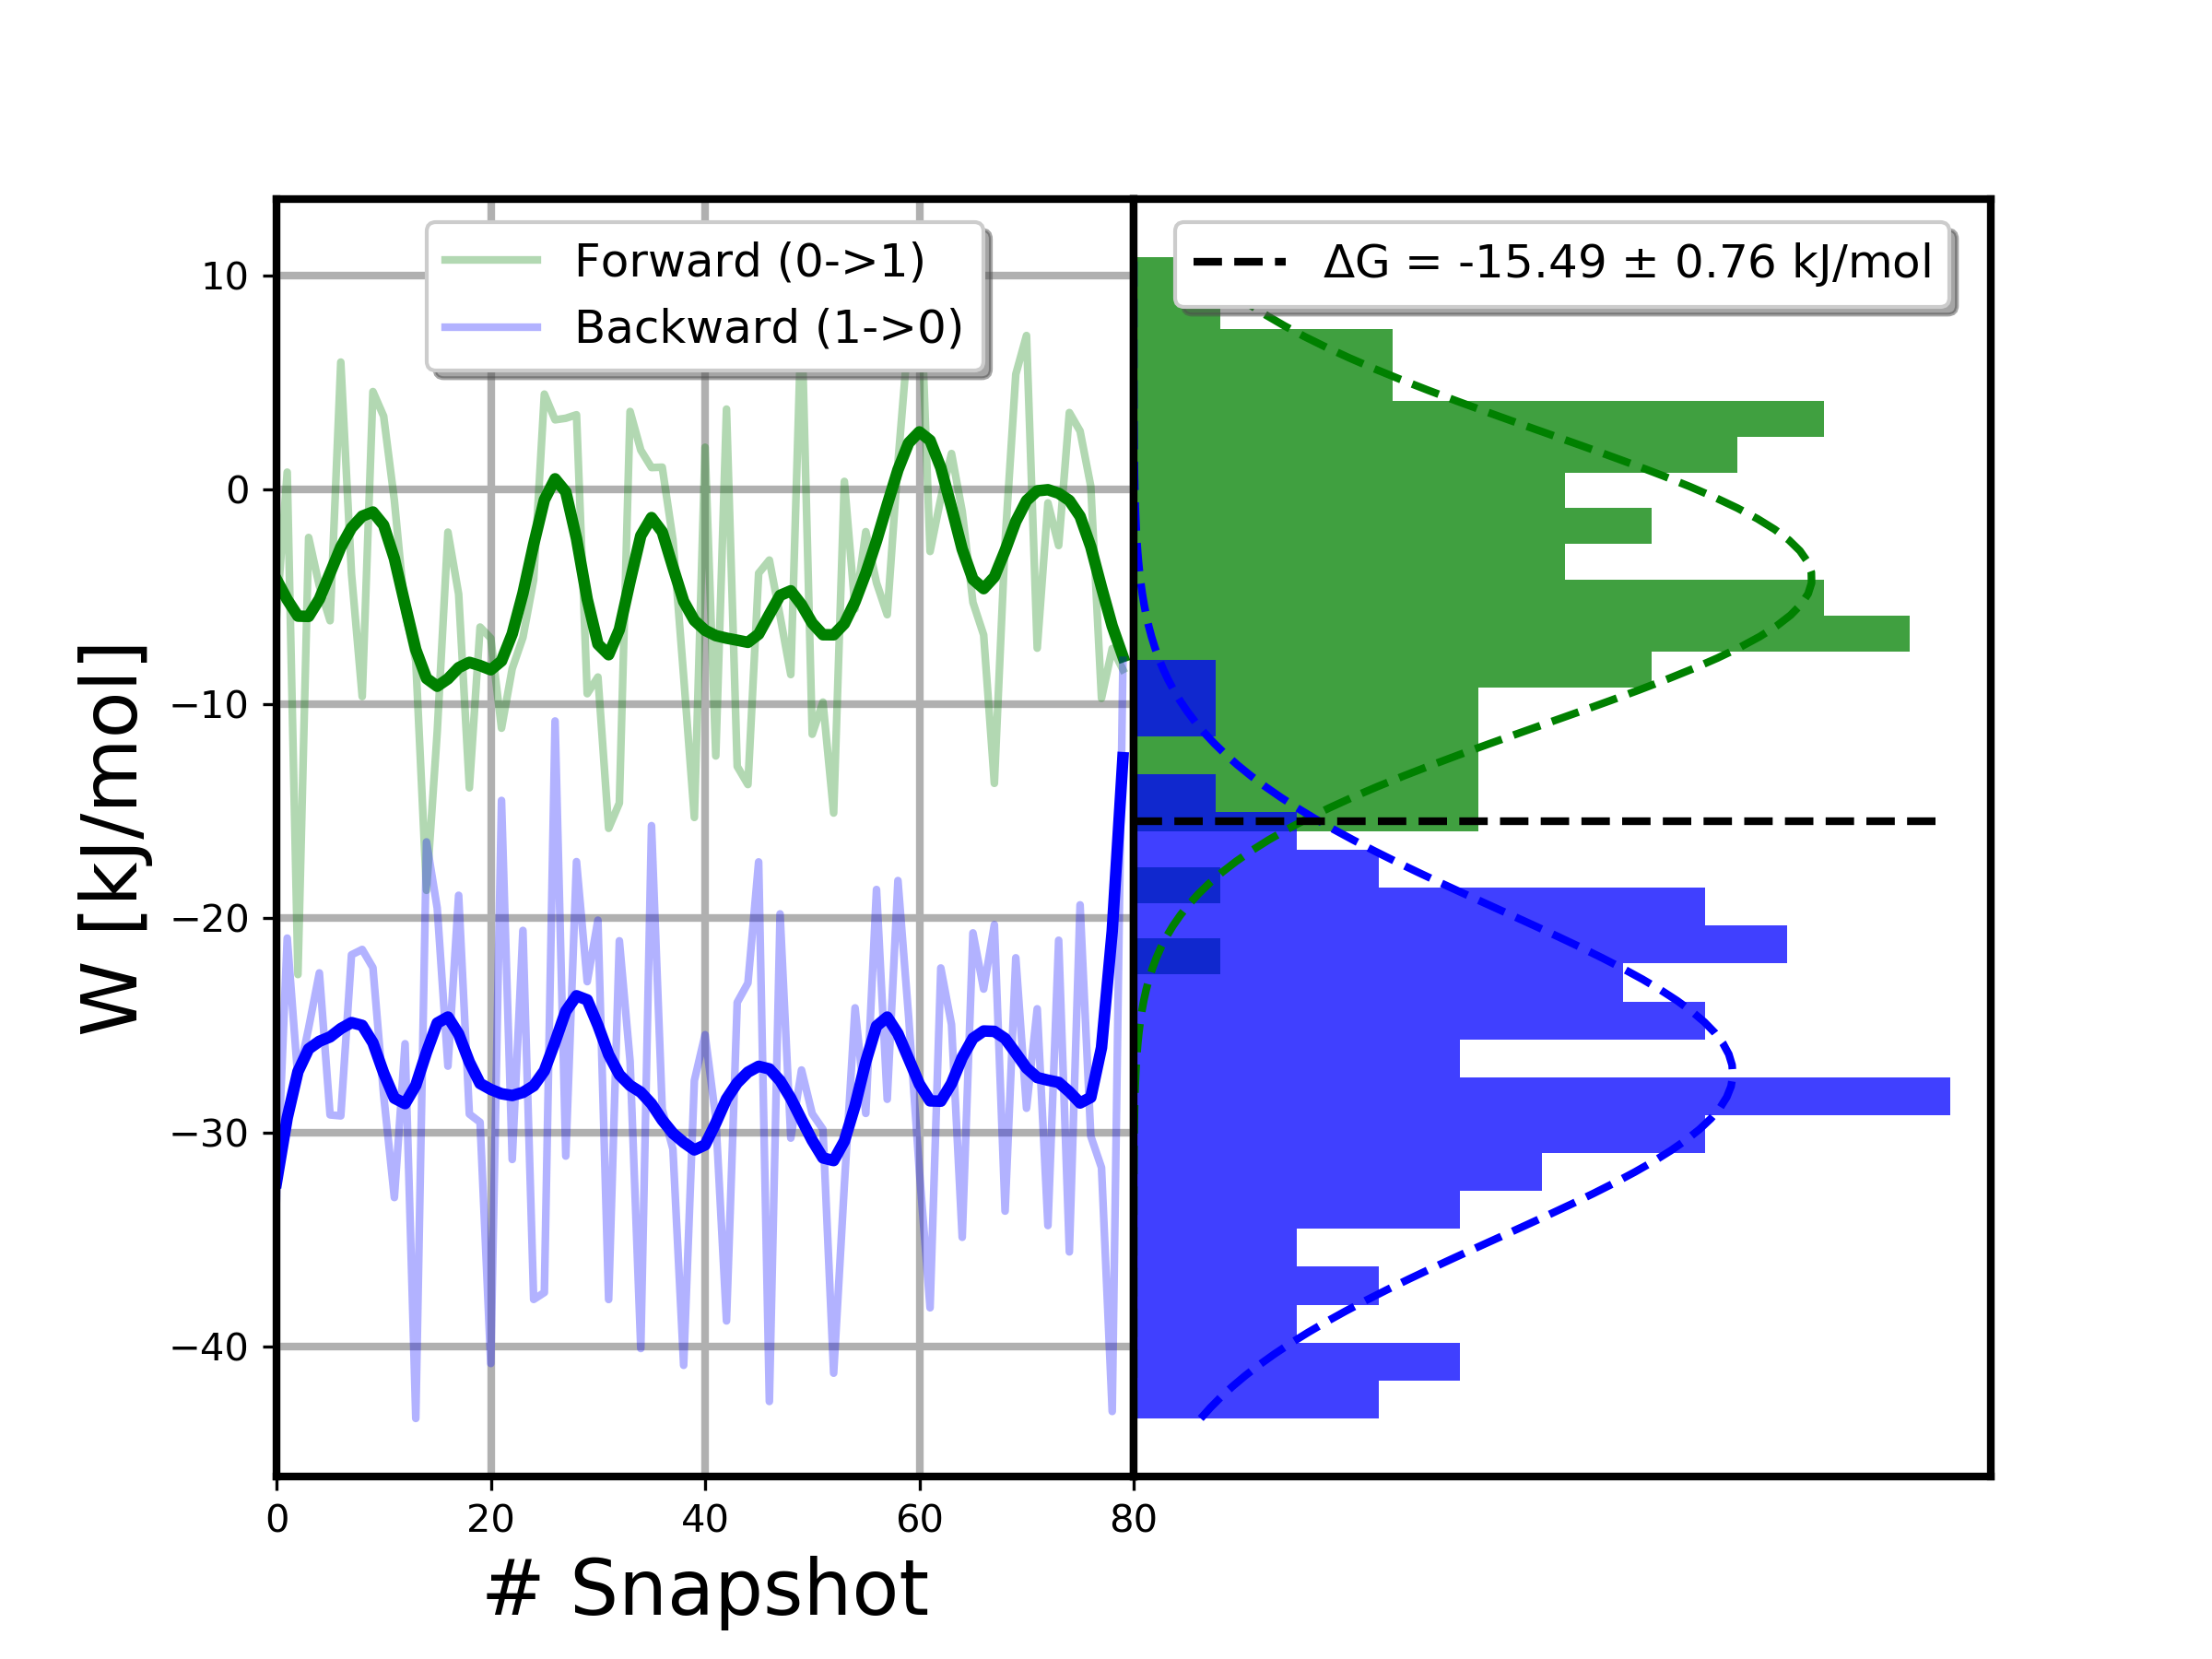 Forward (0->1)
Backward (1->0)
ΔG = -15.49 ± 0.76 kJ/mol
W [kJ/mol]
10
0
−10
−20
−30
−40
0 20 40 60 80
# Snapshot